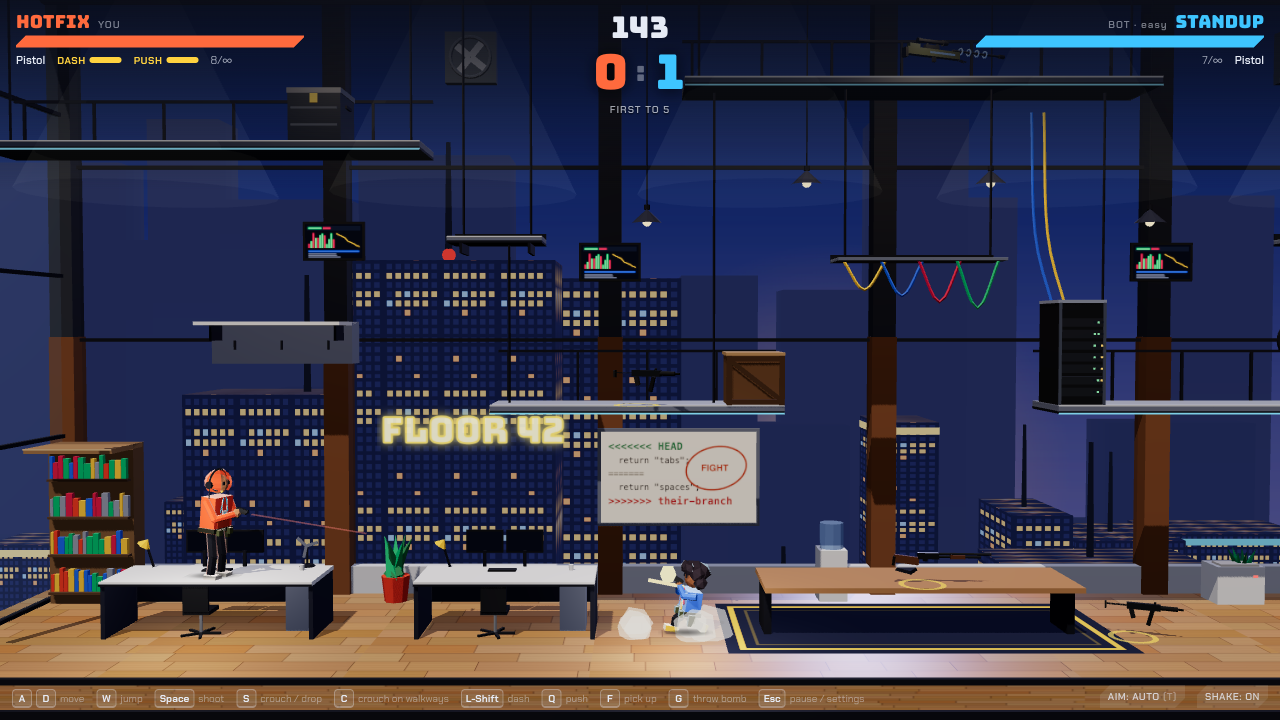 HOTFIX YOU
143
BOT · easy STANDUP
Pistol DASH PUSH 8/∞
0 : 1
7/∞ Pistol
FIRST TO 5
FLOOR 42
<<<<<<< HEAD
return "tabs";
=======
return "spaces";
>>>>>>> their-branch
FIGHT
A D move W jump Space shoot S crouch / drop C crouch on walkways L-Shift dash Q push F pick up G throw bomb Esc pause / settings
AIM: AUTO [T] SHAKE: ON